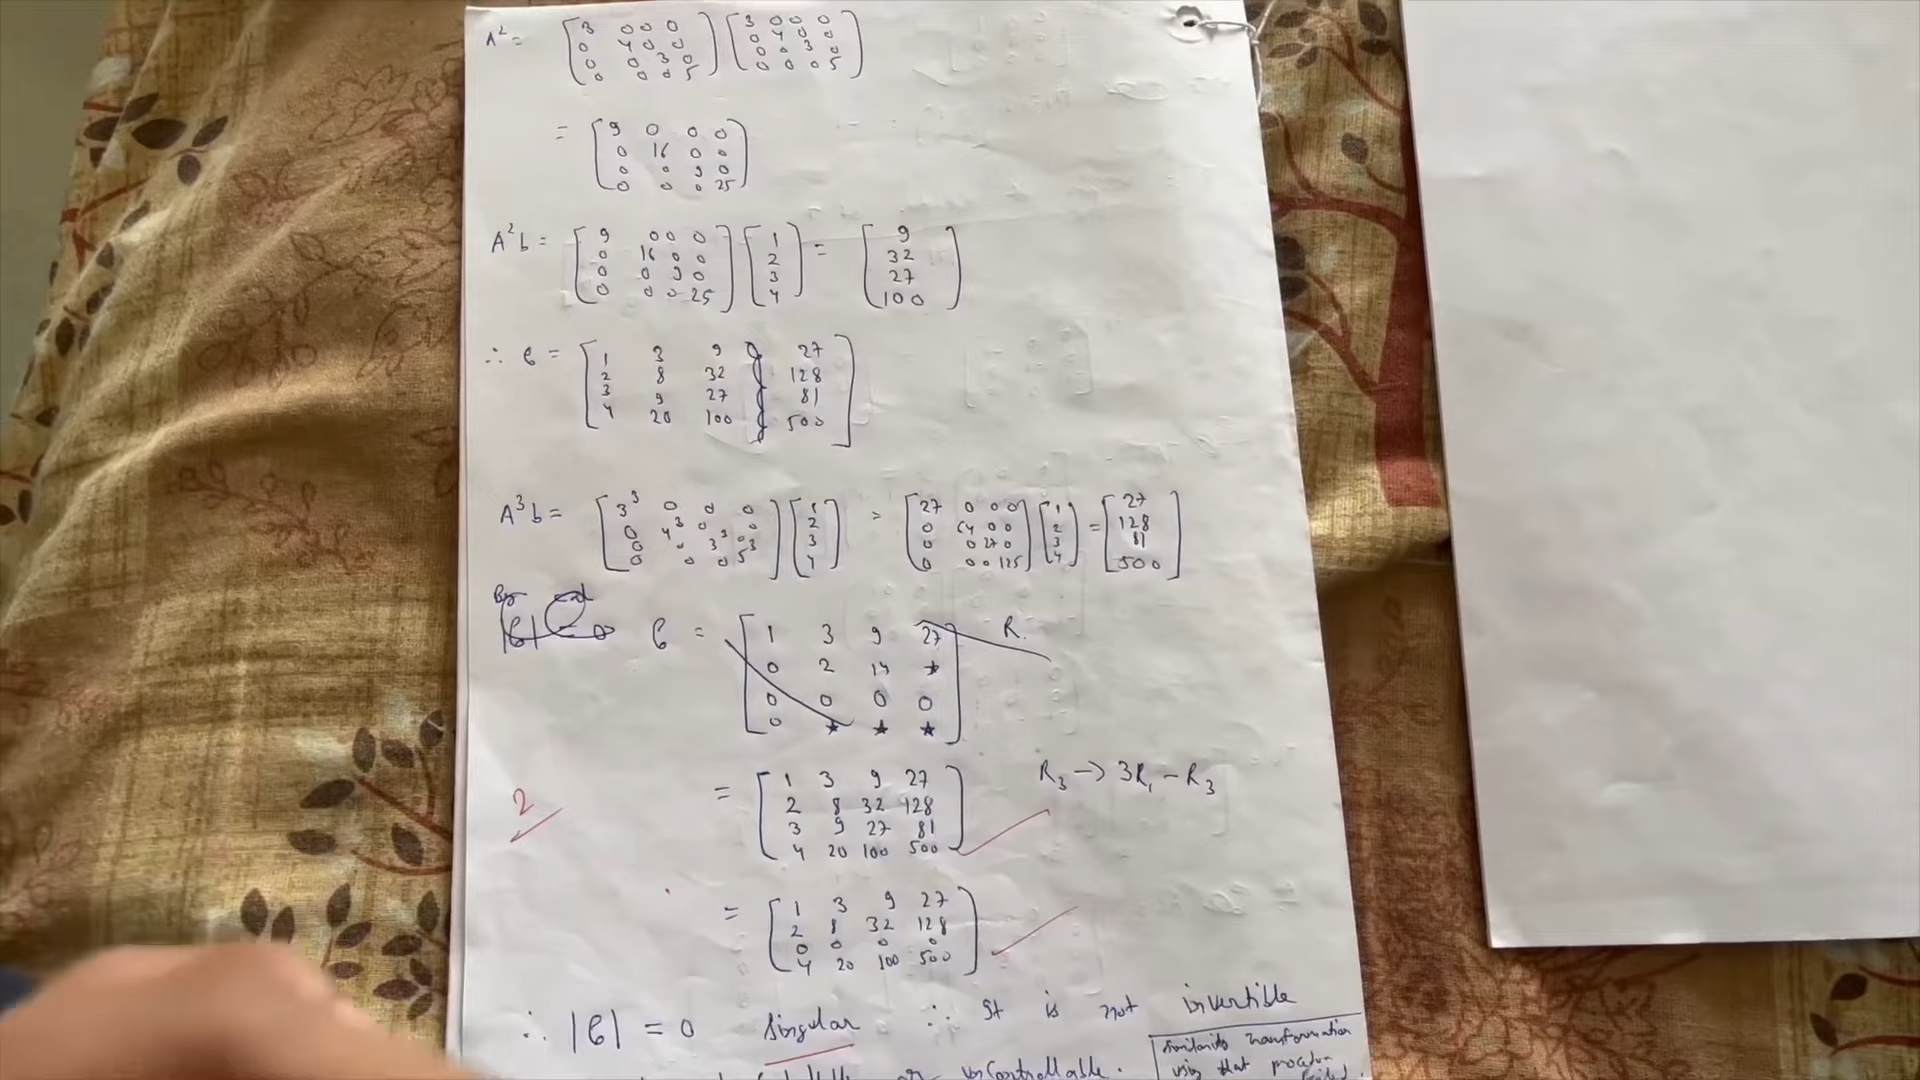 A² = [3 0 0 0] [3 0 0 0]
[0 4 0 0] [0 4 0 0]
[0 0 3 0] [0 0 3 0]
[0 0 0 5] [0 0 0 5]
= [9 0 0 0]
[0 16 0 0]
[0 0 9 0]
[0 0 0 25]
A²b = [9 0 0 0] [1] = [9]
[0 16 0 0] [2] [32]
[0 0 9 0] [3] [27]
[0 0 0 25] [4] [100]
∴ C = [1 3 9 27]
[2 8 32 128]
[3 9 27 81]
[4 20 100 500]
A³b = [3³ 0 0 0] [1] = [27 0 0 0] [1] = [27]
[0 4³ 0 0] [2] [0 64 0 0] [2] [128]
[0 0 3³ 0] [3] [0 0 27 0] [3] [81]
[0 0 0 5³] [4] [0 0 0 125] [4] [500]
C = [1 3 9 27] R.
[0 2 14 *]
[0 0 0 0]
[0 * * *]
= [1 3 9 27] R₃ → 3R₁ - R₃
[2 8 32 128]
[3 9 27 81]
[4 20 100 500]
2
= [1 3 9 27]
[2 8 32 128]
[0 0 0 0]
[4 20 100 500]
∴ |C| = 0 singular ∴ It is not invertible
or uncontrollable.
similarity transformation
using that procedure
failed.